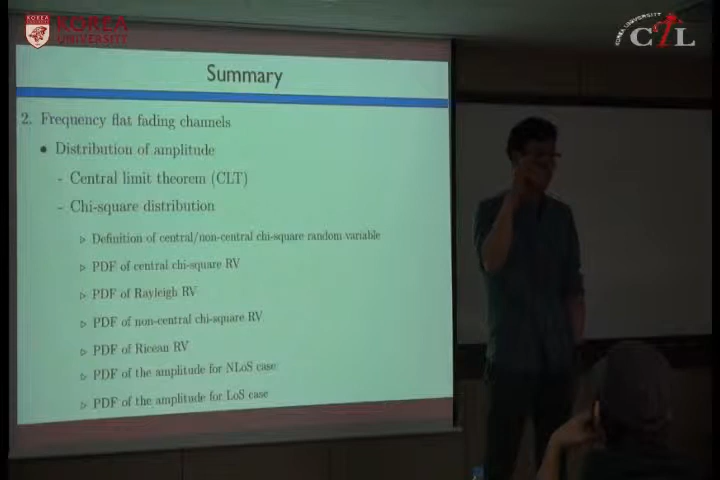 KOREA
UNIVERSITY
KOREA UNIVERSITY
CTL
Summary
2. Frequency flat fading channels
• Distribution of amplitude
- Central limit theorem (CLT)
- Chi-square distribution
▷ Definition of central/non-central chi-square random variable
▷ PDF of central chi-square RV
▷ PDF of Rayleigh RV
▷ PDF of non-central chi-square RV
▷ PDF of Ricean RV
▷ PDF of the amplitude for NLoS case
▷ PDF of the amplitude for LoS case